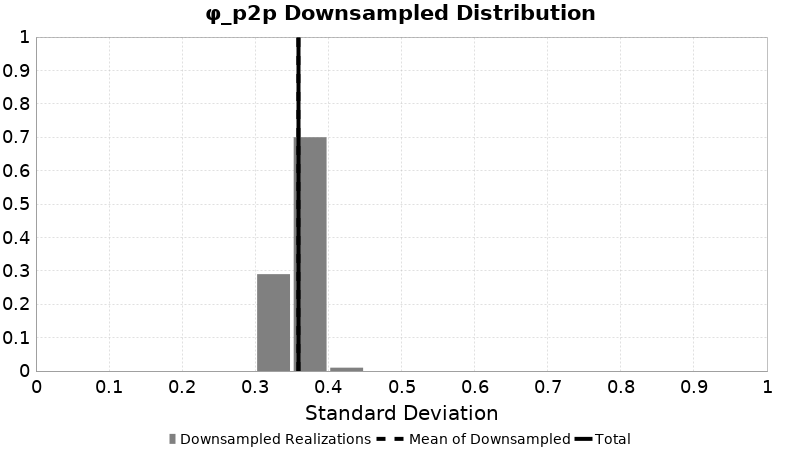 φ_p2p Downsampled Distribution
1
0.9
0.8
0.7
0.6
0.5
0.4
0.3
0.2
0.1
0
0 0.1 0.2 0.3 0.4 0.5 0.6 0.7 0.8 0.9 1
Standard Deviation
Downsampled Realizations Mean of Downsampled Total